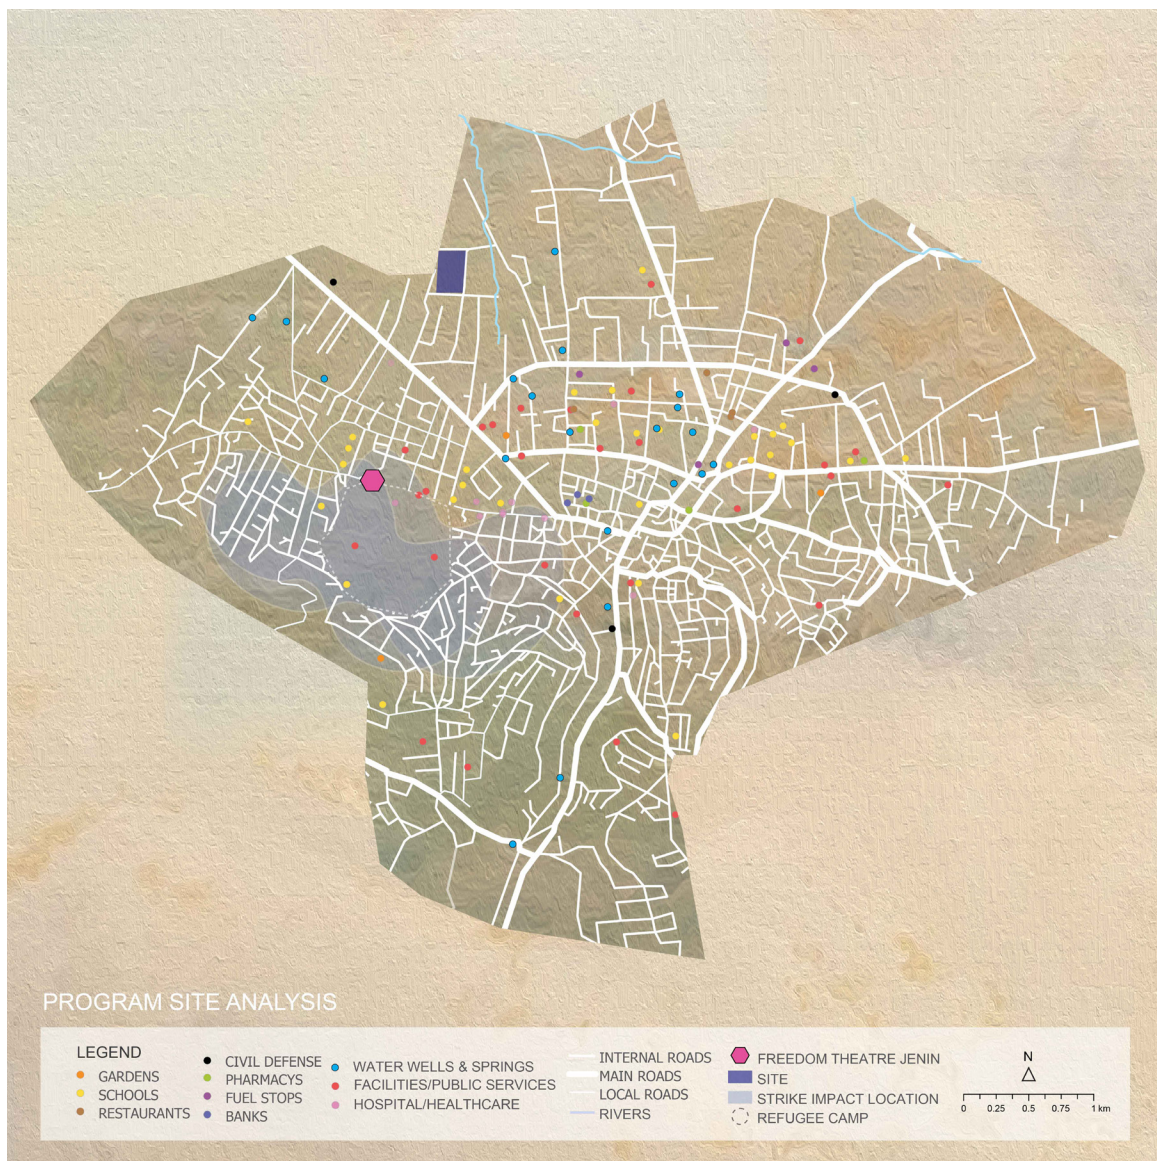 PROGRAM SITE ANALYSIS
LEGEND
GARDENS
SCHOOLS
RESTAURANTS
CIVIL DEFENSE
PHARMACYS
FUEL STOPS
BANKS
WATER WELLS & SPRINGS
FACILITIES/PUBLIC SERVICES
HOSPITAL/HEALTHCARE
INTERNAL ROADS
MAIN ROADS
LOCAL ROADS
RIVERS
FREEDOM THEATRE JENIN
SITE
STRIKE IMPACT LOCATION
REFUGEE CAMP
N
0 0.25 0.5 0.75 1 km